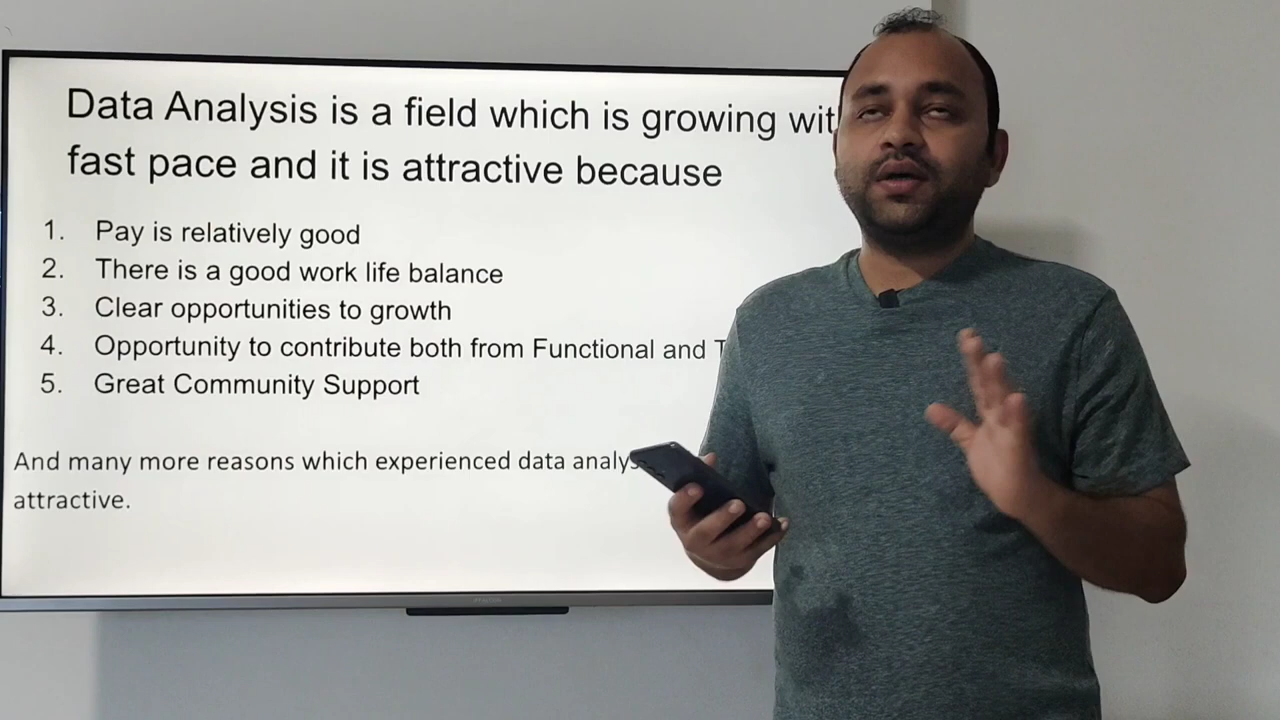 Data Analysis is a field which is growing
fast pace and it is attractive because
1. Pay is relatively good
2. There is a good work life balance
3. Clear opportunities to growth
4. Opportunity to contribute both from Functional and
5. Great Community Support
And many more reasons which experienced data
attractive.